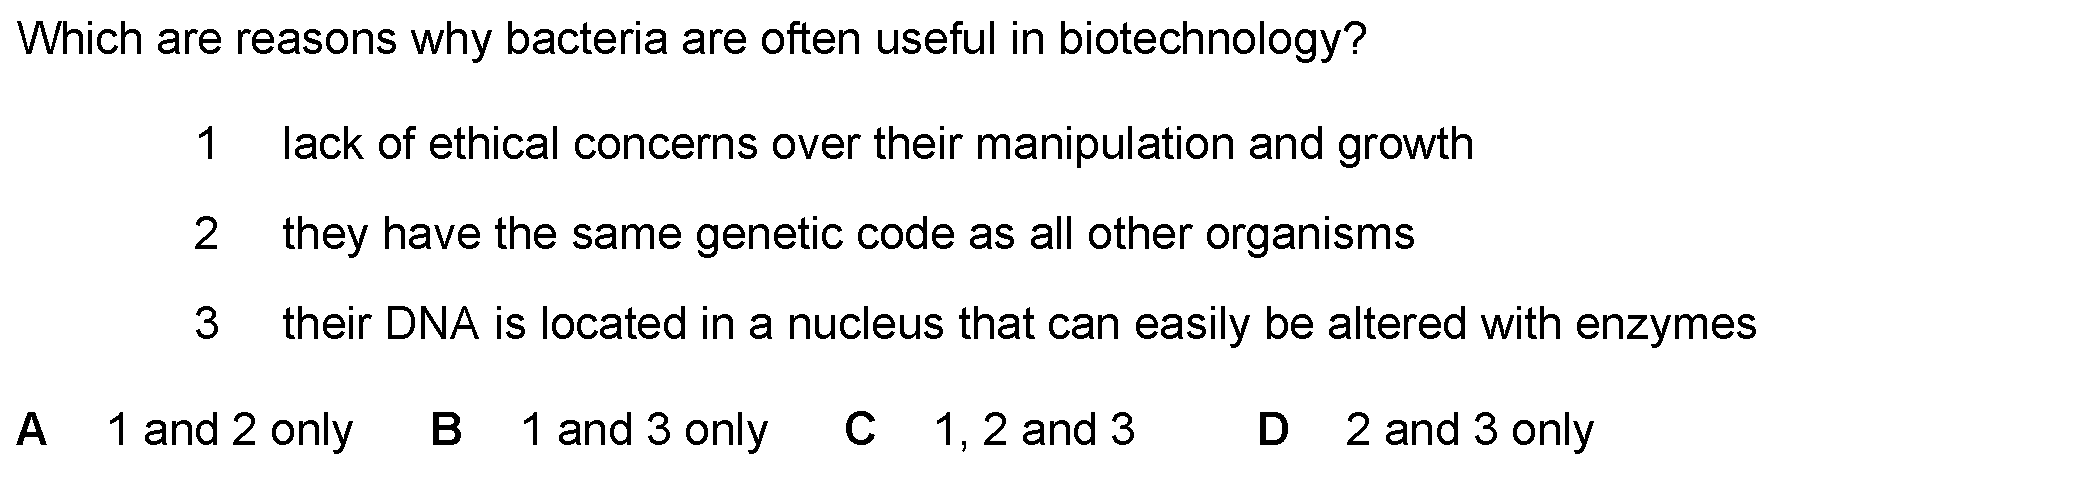 Which are reasons why bacteria are often useful in biotechnology?
1 lack of ethical concerns over their manipulation and growth
2 they have the same genetic code as all other organisms
3 their DNA is located in a nucleus that can easily be altered with enzymes
A 1 and 2 only B 1 and 3 only C 1, 2 and 3 D 2 and 3 only